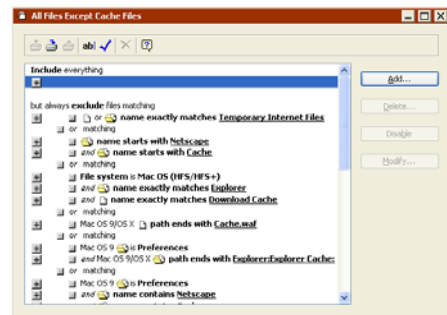 All Files Except Cache Files
abl
Include everything
Add...
but always exclude files matching
or name exactly matches Temporary Internet Files
Delete...
or matching
name starts with Netscape
Disable
and name starts with Cache
or matching
Modify...
File system is Mac OS (HFS/HFS+)
and name exactly matches Explorer
and name exactly matches Download Cache
or matching
Mac OS 9/OS X path ends with Cache.waf
or matching
Mac OS 9 is Preferences
and Mac OS 9/OS X path ends with Explorer:Explorer Cache:
or matching
Mac OS 9 is Preferences
and name contains Netscape